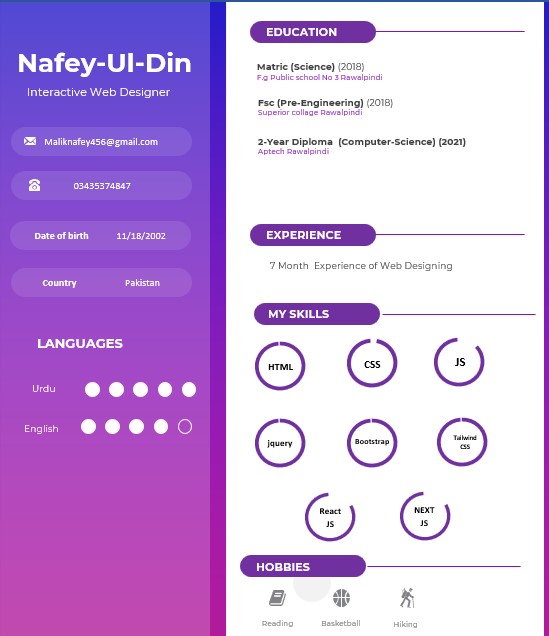 Nafey-Ul-Din
Interactive Web Designer
Maliknafey456@gmail.com
03435374847
Date of birth 11/18/2002
Country Pakistan
LANGUAGES
Urdu
English
EDUCATION
Matric (Science) (2018)
F.g Public school No 3 Rawalpindi
Fsc (Pre-Engineering) (2018)
Superior collage Rawalpindi
2-Year Diploma (Computer-Science) (2021)
Aptech Rawalpindi
EXPERIENCE
7 Month Experience of Web Designing
MY SKILLS
HTML
CSS
JS
jquery
Bootstrap
Tailwind
CSS
React
JS
NEXT
JS
HOBBIES
Reading
Basketball
Hiking